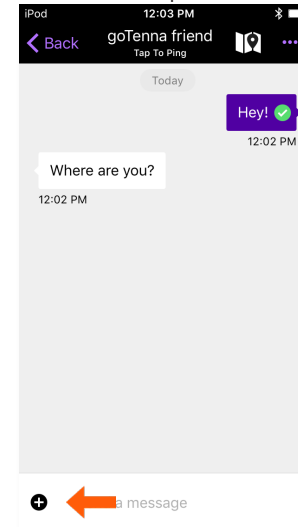 iPod 12:03 PM
Back goTenna friend
Tap To Ping
Today
Hey!
12:02 PM
Where are you?
12:02 PM
a message